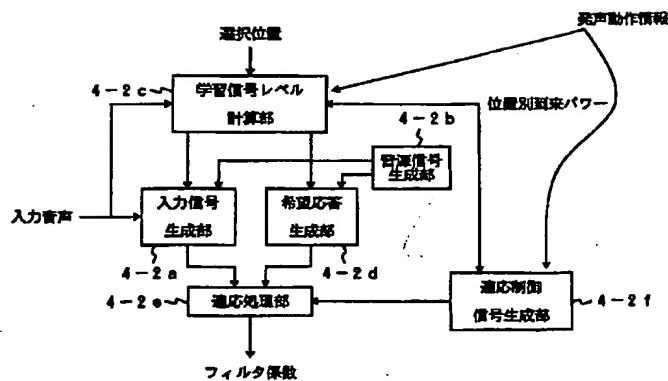 発声動作情報
選択位置
4-2c
学習信号レベル
計算部
位置別到来パワー
4-2b
音源信号
生成部
入力音声
入力信号
生成部
希望応答
生成部
4-2a
4-2d
4-2e
適応処理部
適応制御
信号生成部
4-2f
フィルタ係数